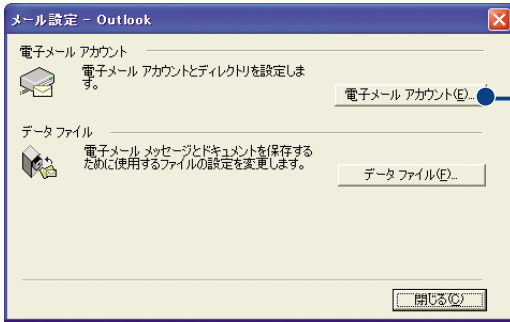 メール設定 - Outlook
電子メール アカウント
電子メール アカウントとディレクトリを設定しま
す。
電子メール アカウント(E)...
データ ファイル
電子メール メッセージとドキュメントを保存する
ために使用するファイルの設定を変更します。
データ ファイル(F)...
閉じる(C)